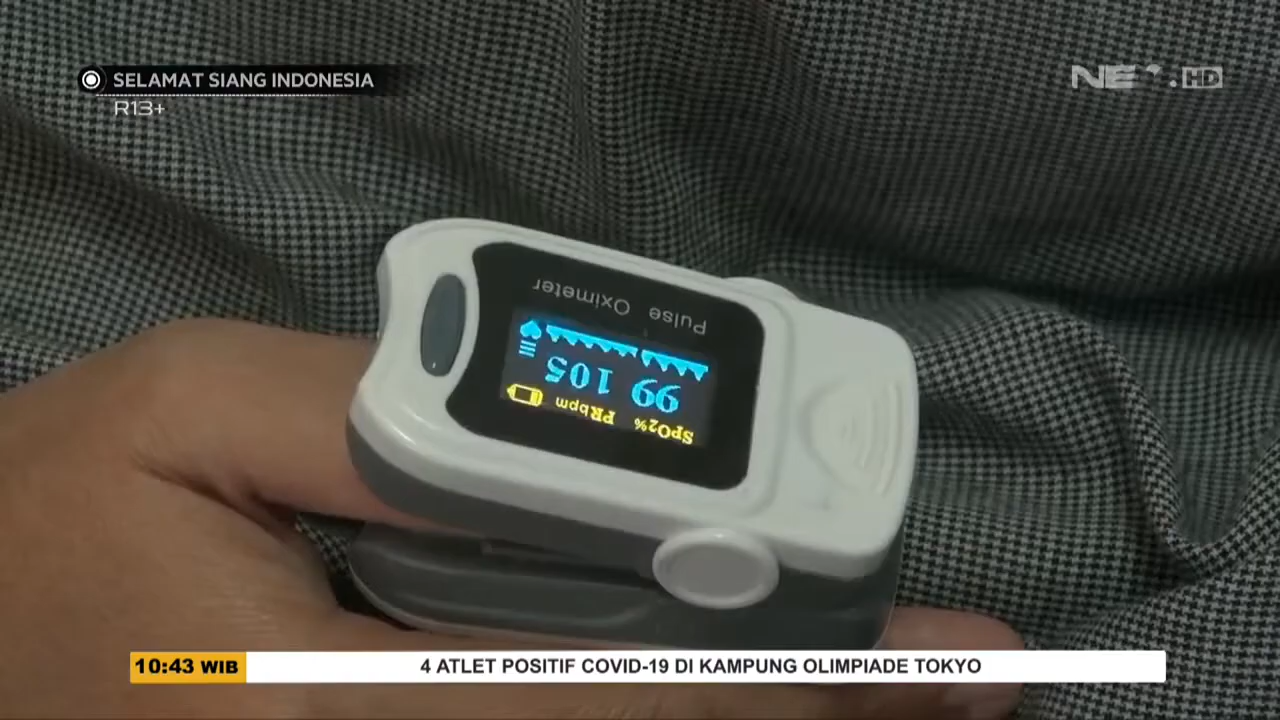 SELAMAT SIANG INDONESIA
R13+
HD
SpO2% PRbpm
99 105
Pulse Oximeter
10:43 WIB
4 ATLET POSITIF COVID-19 DI KAMPUNG OLIMPIADE TOKYO